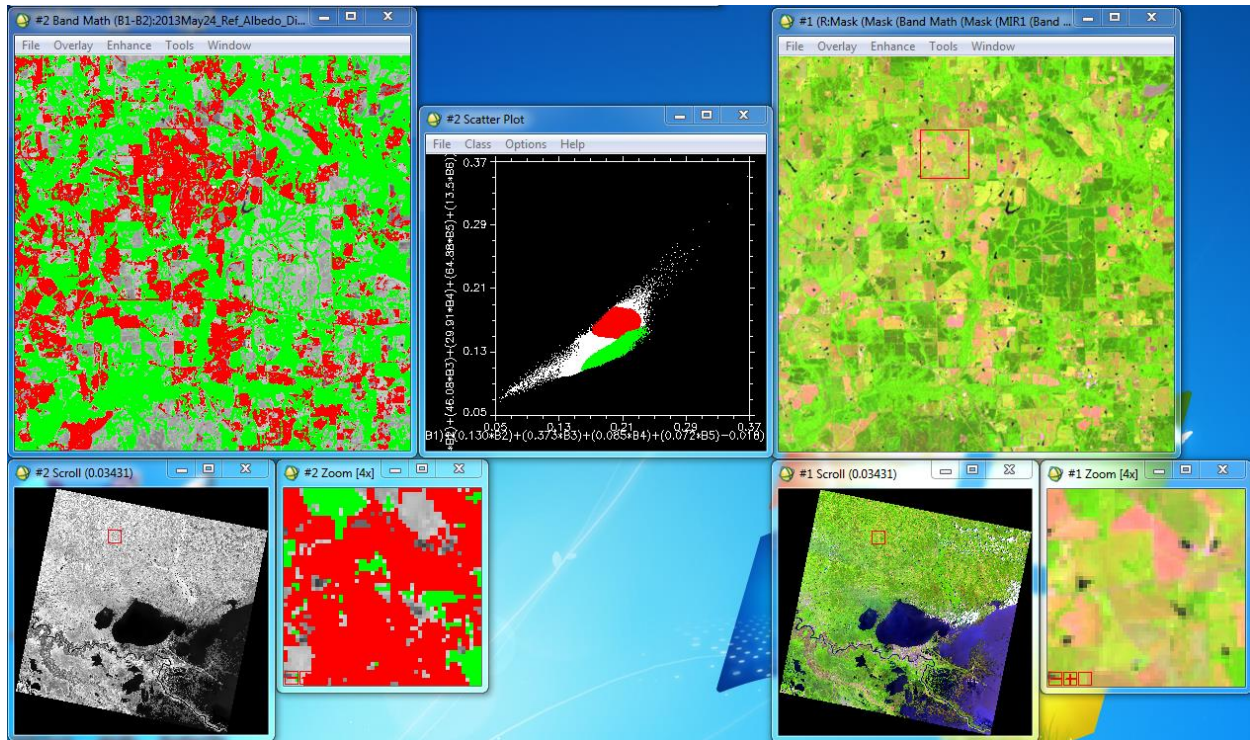 #2 Band Math (B1-B2):2013May24_Ref_Albedo_Di...
File Overlay Enhance Tools Window
#2 Scatter Plot
File Class Options Help
0.37
0.29
0.21
0.13
0.05
+(46.08*B3)+(29.91*B4)+(64.88*B5)+(13.5*B6)
0.05 0.13 0.21 0.29 0.37
B1)+(0.130*B2)+(0.373*B3)+(0.085*B4)+(0.072*B5)-0.018)
#1 (R:Mask (Mask (Band Math (Mask (MIR1 (Band ...
File Overlay Enhance Tools Window
#2 Scroll (0.03431)
#2 Zoom [4x]
#1 Scroll (0.03431)
#1 Zoom [4x]